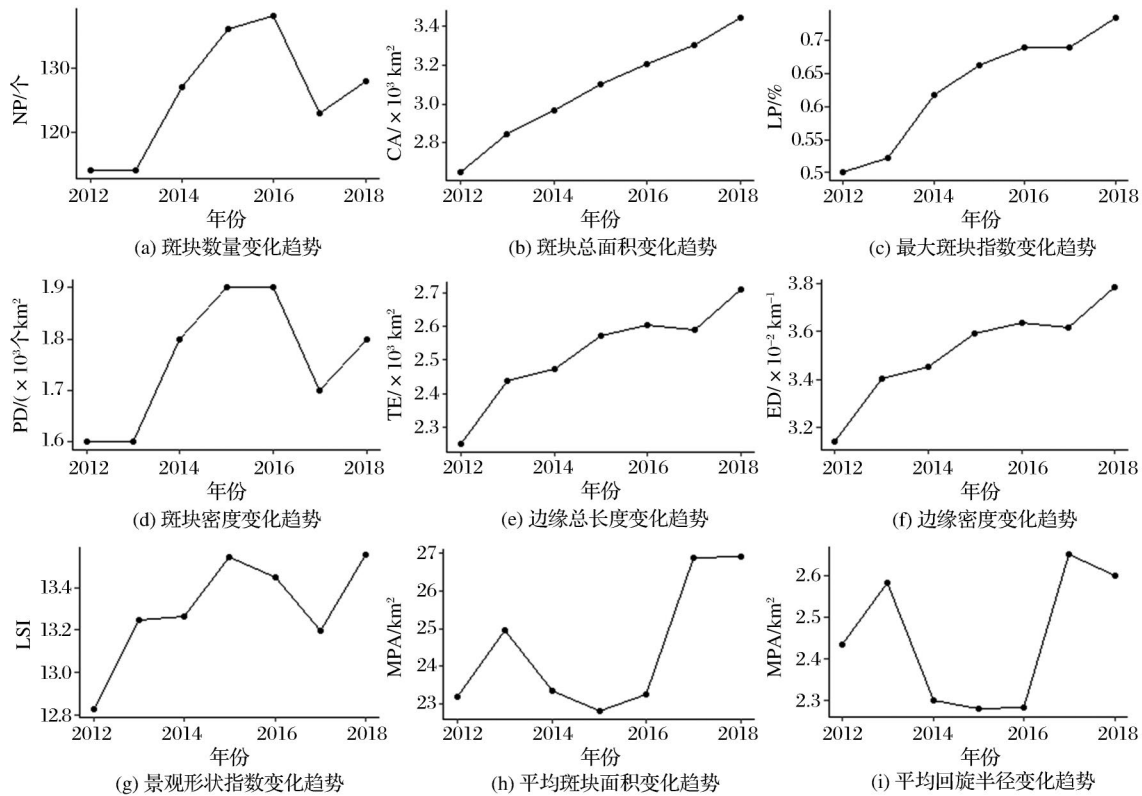 NP/个
130
120
2012 2014 2016 2018
年份
(a) 斑块数量变化趋势
CA/×10³ km²
3.4
3.2
3.0
2.8
2012 2014 2016 2018
年份
(b) 斑块总面积变化趋势
LP/%
0.7
0.65
0.6
0.55
0.5
2012 2014 2016 2018
年份
(c) 最大斑块指数变化趋势
PD/(×10³个km²
1.9
1.8
1.7
1.6
2012 2014 2016 2018
年份
(d) 斑块密度变化趋势
TE/×10³ km²
2.7
2.6
2.5
2.4
2.3
2012 2014 2016 2018
年份
(e) 边缘总长度变化趋势
ED/×10⁻² km⁻¹
3.8
3.6
3.4
3.2
2012 2014 2016 2018
年份
(f) 边缘密度变化趋势
LSI
13.4
13.2
13.0
12.8
2012 2014 2016 2018
年份
(g) 景观形状指数变化趋势
MPA/km²
27
26
25
24
23
2012 2014 2016 2018
年份
(h) 平均斑块面积变化趋势
MPA/km²
2.6
2.5
2.4
2.3
2012 2014 2016 2018
年份
(i) 平均回旋半径变化趋势